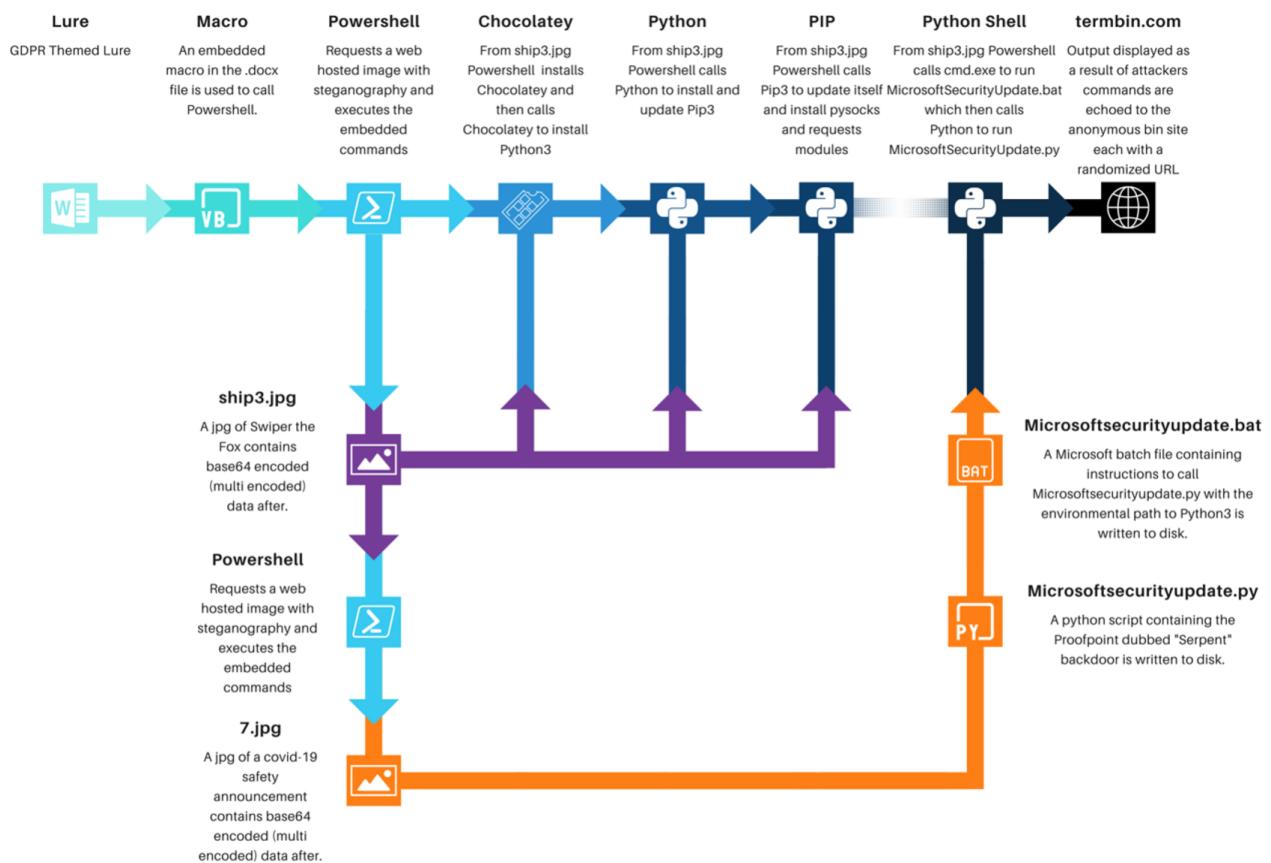 Lure
GDPR Themed Lure
Macro
An embedded
macro in the .docx
file is used to call
Powershell.
Powershell
Requests a web
hosted image with
steganography and
executes the
embedded
commands
Chocolatey
From ship3.jpg
Powershell installs
Chocolatey and
then calls
Chocolatey to install
Python3
Python
From ship3.jpg
Powershell calls
Python to install and
update Pip3
PIP
From ship3.jpg
Powershell calls
Pip3 to update itself
and install pysocks
and requests
modules
Python Shell
From ship3.jpg Powershell
calls cmd.exe to run
MicrosoftSecurityUpdate.bat
which then calls
Python to run
MicrosoftSecurityUpdate.py
termbin.com
Output displayed as
a result of attackers
commands are
echoed to the
anonymous bin site
each with a
randomized URL
W
VB
ship3.jpg
A jpg of Swiper the
Fox contains
base64 encoded
(multi encoded)
data after.
BAT
Microsoftsecurityupdate.bat
A Microsoft batch file containing
instructions to call
Microsoftsecurityupdate.py with the
environmental path to Python3 is
written to disk.
Powershell
Requests a web
hosted image with
steganography and
executes the
embedded
commands
PY
Microsoftsecurityupdate.py
A python script containing the
Proofpoint dubbed "Serpent"
backdoor is written to disk.
7.jpg
A jpg of a covid-19
safety
announcement
contains base64
encoded (multi
encoded) data after.